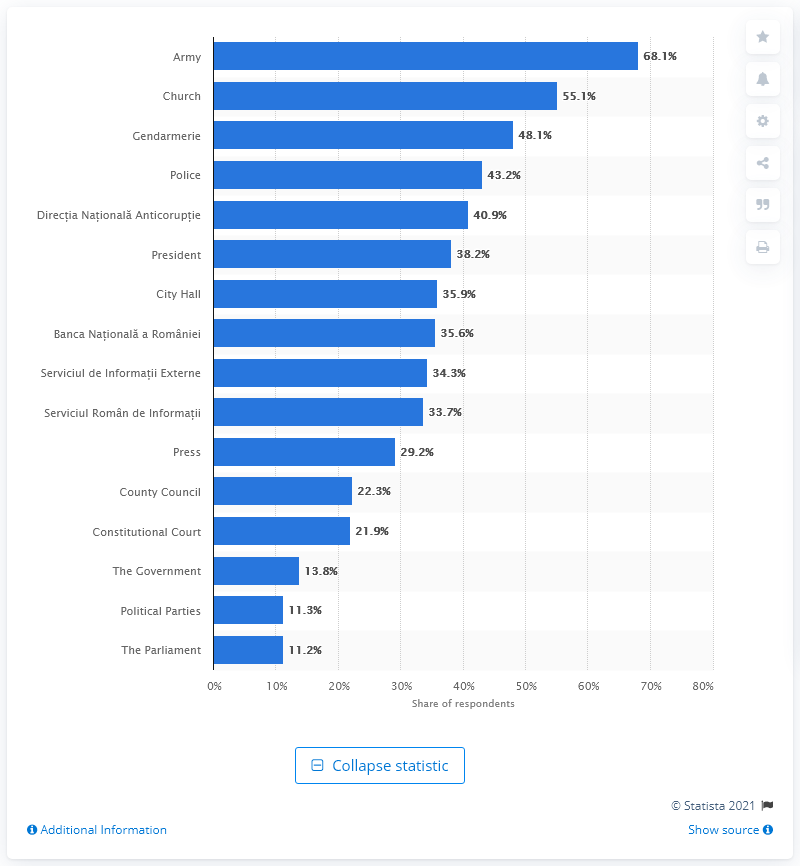 Army 68.1%
Church 55.1%
Gendarmerie 48.1%
Police 43.2%
Direcția Națională Anticorupție 40.9%
President 38.2%
City Hall 35.9%
Banca Națională a României 35.6%
Serviciul de Informații Externe 34.3%
Serviciul Român de Informații 33.7%
Press 29.2%
County Council 22.3%
Constitutional Court 21.9%
The Government 13.8%
Political Parties 11.3%
The Parliament 11.2%
0% 10% 20% 30% 40% 50% 60% 70% 80%
Share of respondents
Collapse statistic
© Statista 2021
Additional Information Show source